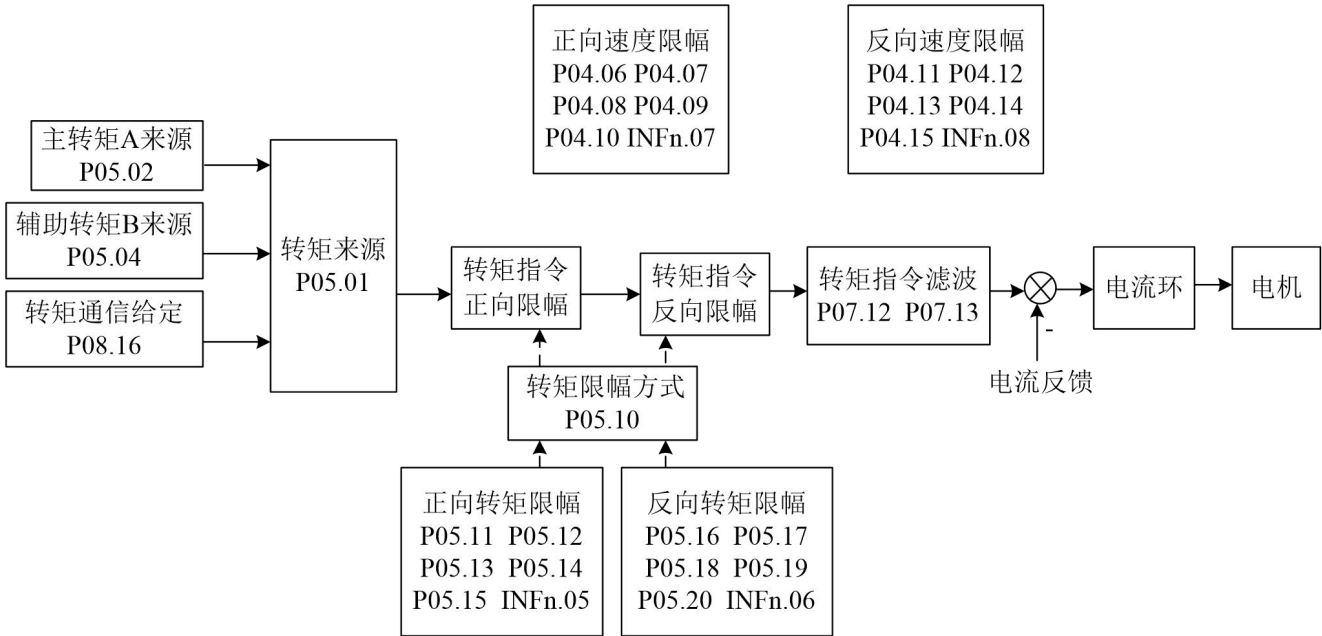 正向速度限幅
P04.06 P04.07
P04.08 P04.09
P04.10 INFn.07
反向速度限幅
P04.11 P04.12
P04.13 P04.14
P04.15 INFn.08
主转矩A来源
P05.02
辅助转矩B来源
P05.04
转矩通信给定
P08.16
转矩来源
P05.01
转矩指令
正向限幅
转矩指令
反向限幅
转矩指令滤波
P07.12 P07.13
电流环
电机
-
电流反馈
转矩限幅方式
P05.10
正向转矩限幅
P05.11 P05.12
P05.13 P05.14
P05.15 INFn.05
反向转矩限幅
P05.16 P05.17
P05.18 P05.19
P05.20 INFn.06